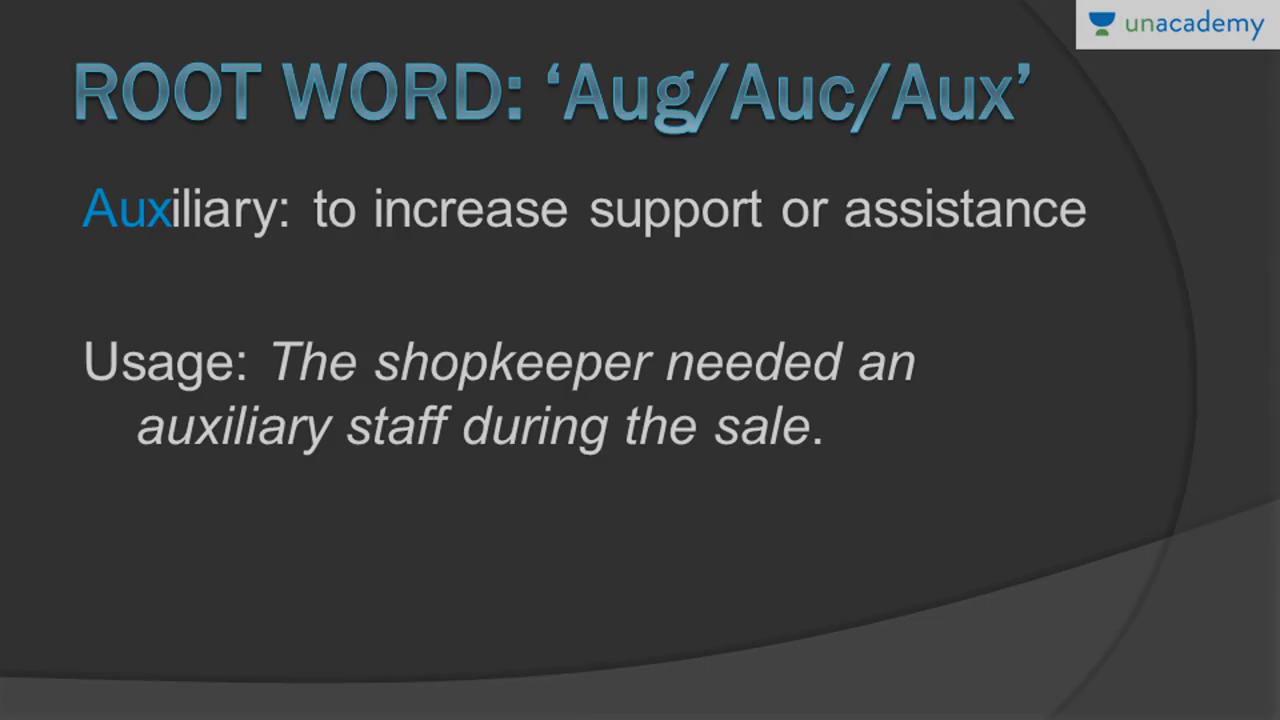 unacademy
ROOT WORD: ‘Aug/Auc/Aux’
Auxiliary: to increase support or assistance
Usage: The shopkeeper needed an
auxiliary staff during the sale.